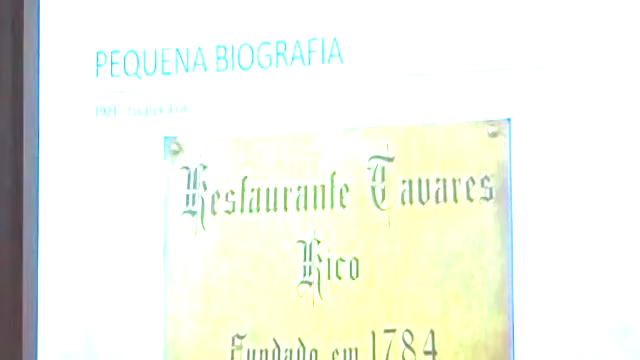 PEQUENA BIOGRAFIA
Restaurante Tavares
Rico
Fundado em 1784